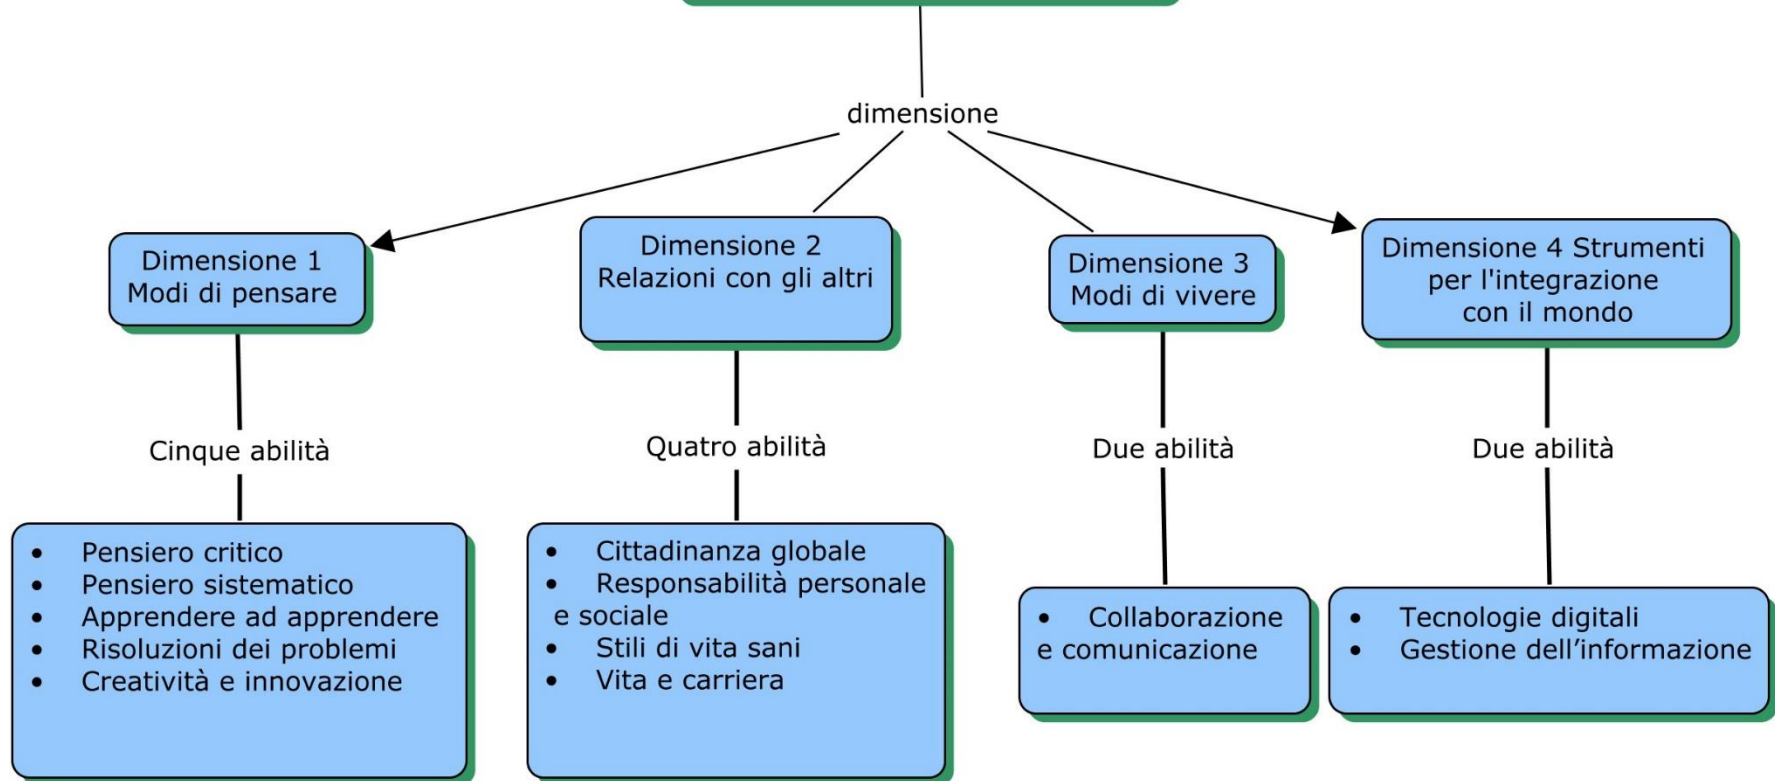 dimensione
Dimensione 1
Modi di pensare
Dimensione 2
Relazioni con gli altri
Dimensione 3
Modi di vivere
Dimensione 4 Strumenti
per l'integrazione
con il mondo
Cinque abilità
Quatro abilità
Due abilità
Due abilità
• Pensiero critico
• Pensiero sistematico
• Apprendere ad apprendere
• Risoluzioni dei problemi
• Creatività e innovazione
• Cittadinanza globale
• Responsabilità personale
e sociale
• Stili di vita sani
• Vita e carriera
• Collaborazione
e comunicazione
• Tecnologie digitali
• Gestione dell’informazione